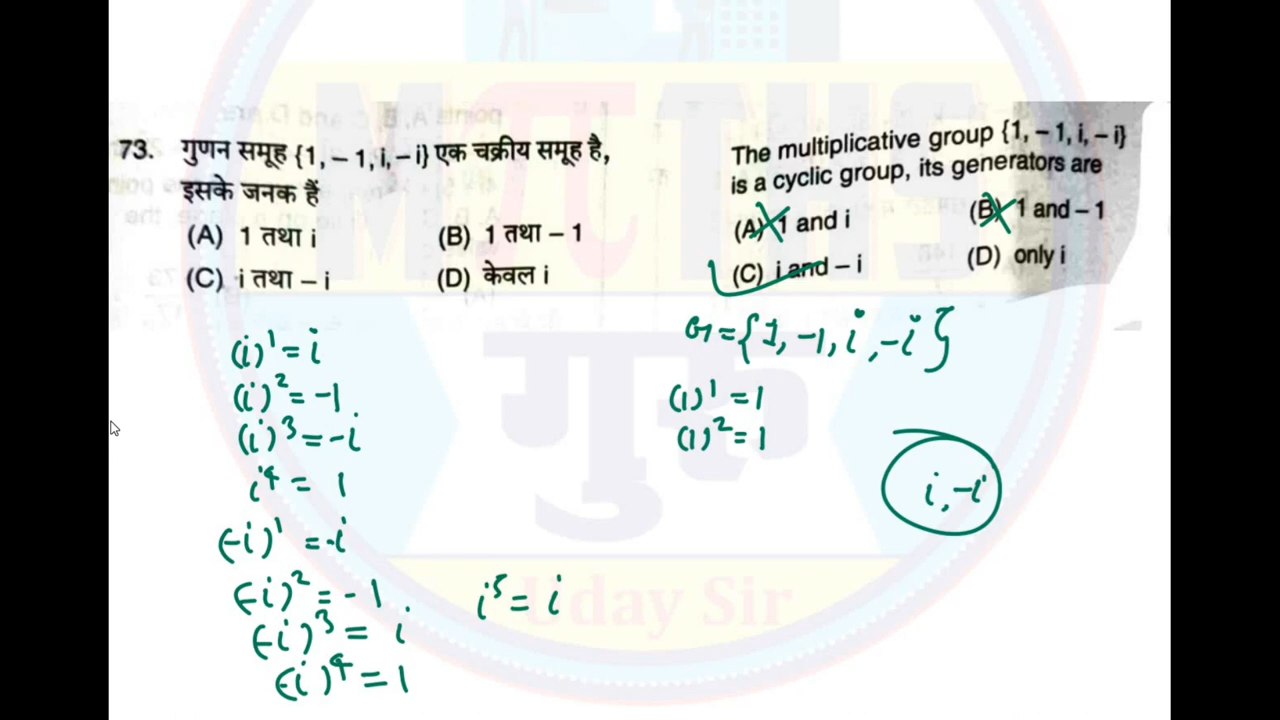 73. गुणन समूह {1, – 1, i, – i} एक चक्रीय समूह है,
इसके जनक हैं
(A) 1 तथा i (B) 1 तथा – 1
(C) i तथा – i (D) केवल i
The multiplicative group {1, – 1, i, – i}
is a cyclic group, its generators are
(A) 1 and i (B) 1 and – 1
(C) i and – i (D) only i
G = {1, -1, i, -i}
(i)¹ = i
(i)² = -1
(i)³ = -i
i⁴ = 1
(-i)¹ = -i
(-i)² = -1
(-i)³ = i
(-i)⁴ = 1
i⁵ = i
(1)¹ = 1
(1)² = 1
i, -i
MATHS
गुरु
Uday Sir